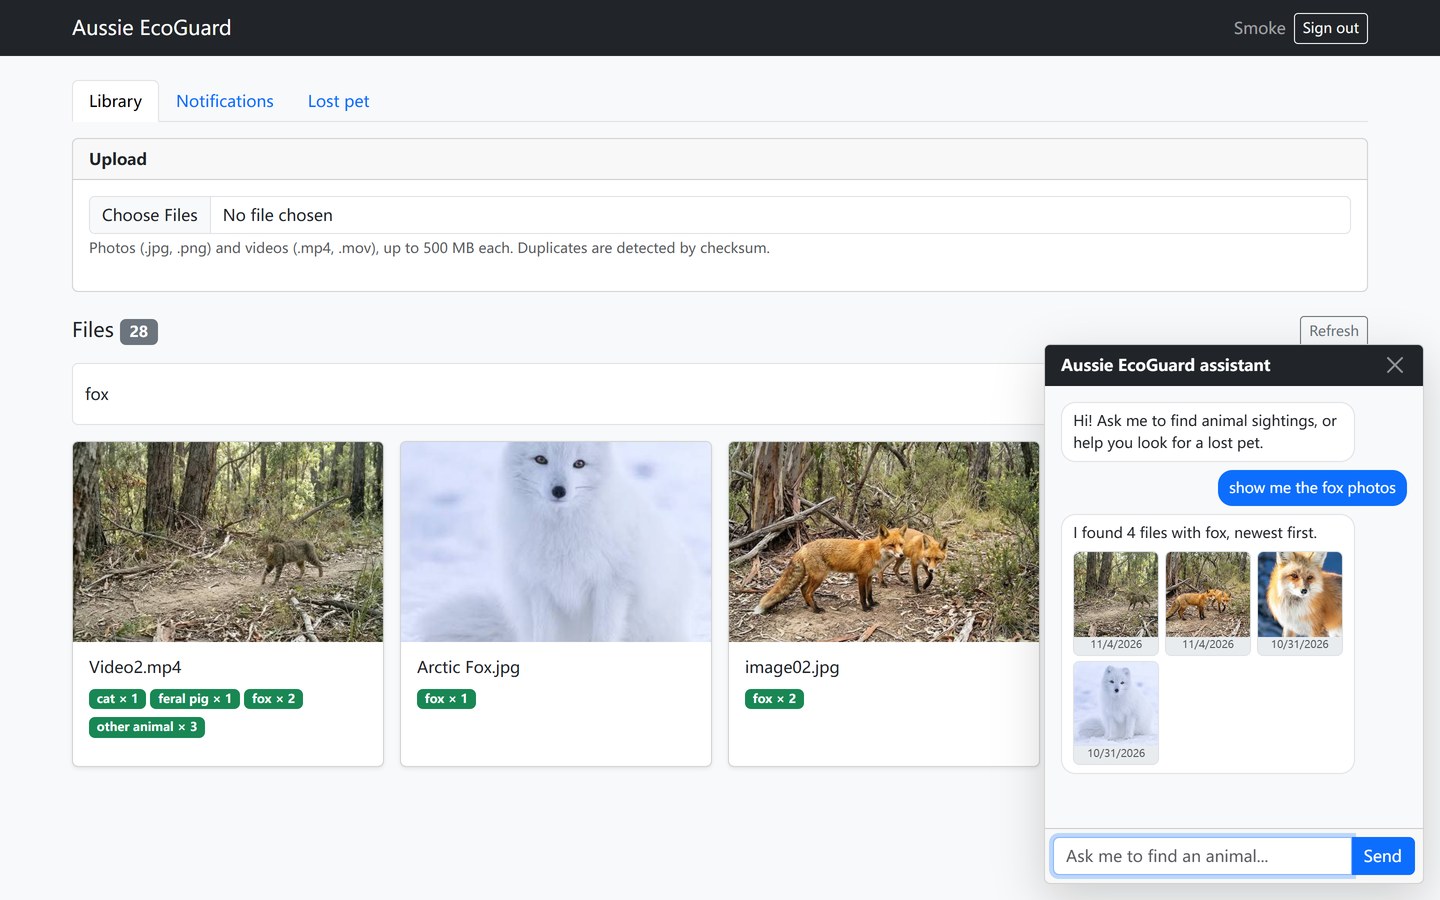 Aussie EcoGuard
Smoke
Sign out
Library
Notifications
Lost pet
Upload
Choose Files
No file chosen
Photos (.jpg, .png) and videos (.mp4, .mov), up to 500 MB each. Duplicates are detected by checksum.
Files 28
Refresh
fox
Video2.mp4
cat × 1
feral pig × 1
fox × 2
other animal × 3
Arctic Fox.jpg
fox × 1
image02.jpg
fox × 2
Aussie EcoGuard assistant
Hi! Ask me to find animal sightings, or
help you look for a lost pet.
show me the fox photos
I found 4 files with fox, newest first.
11/4/2026
11/4/2026
10/31/2026
10/31/2026
Ask me to find an animal...
Send